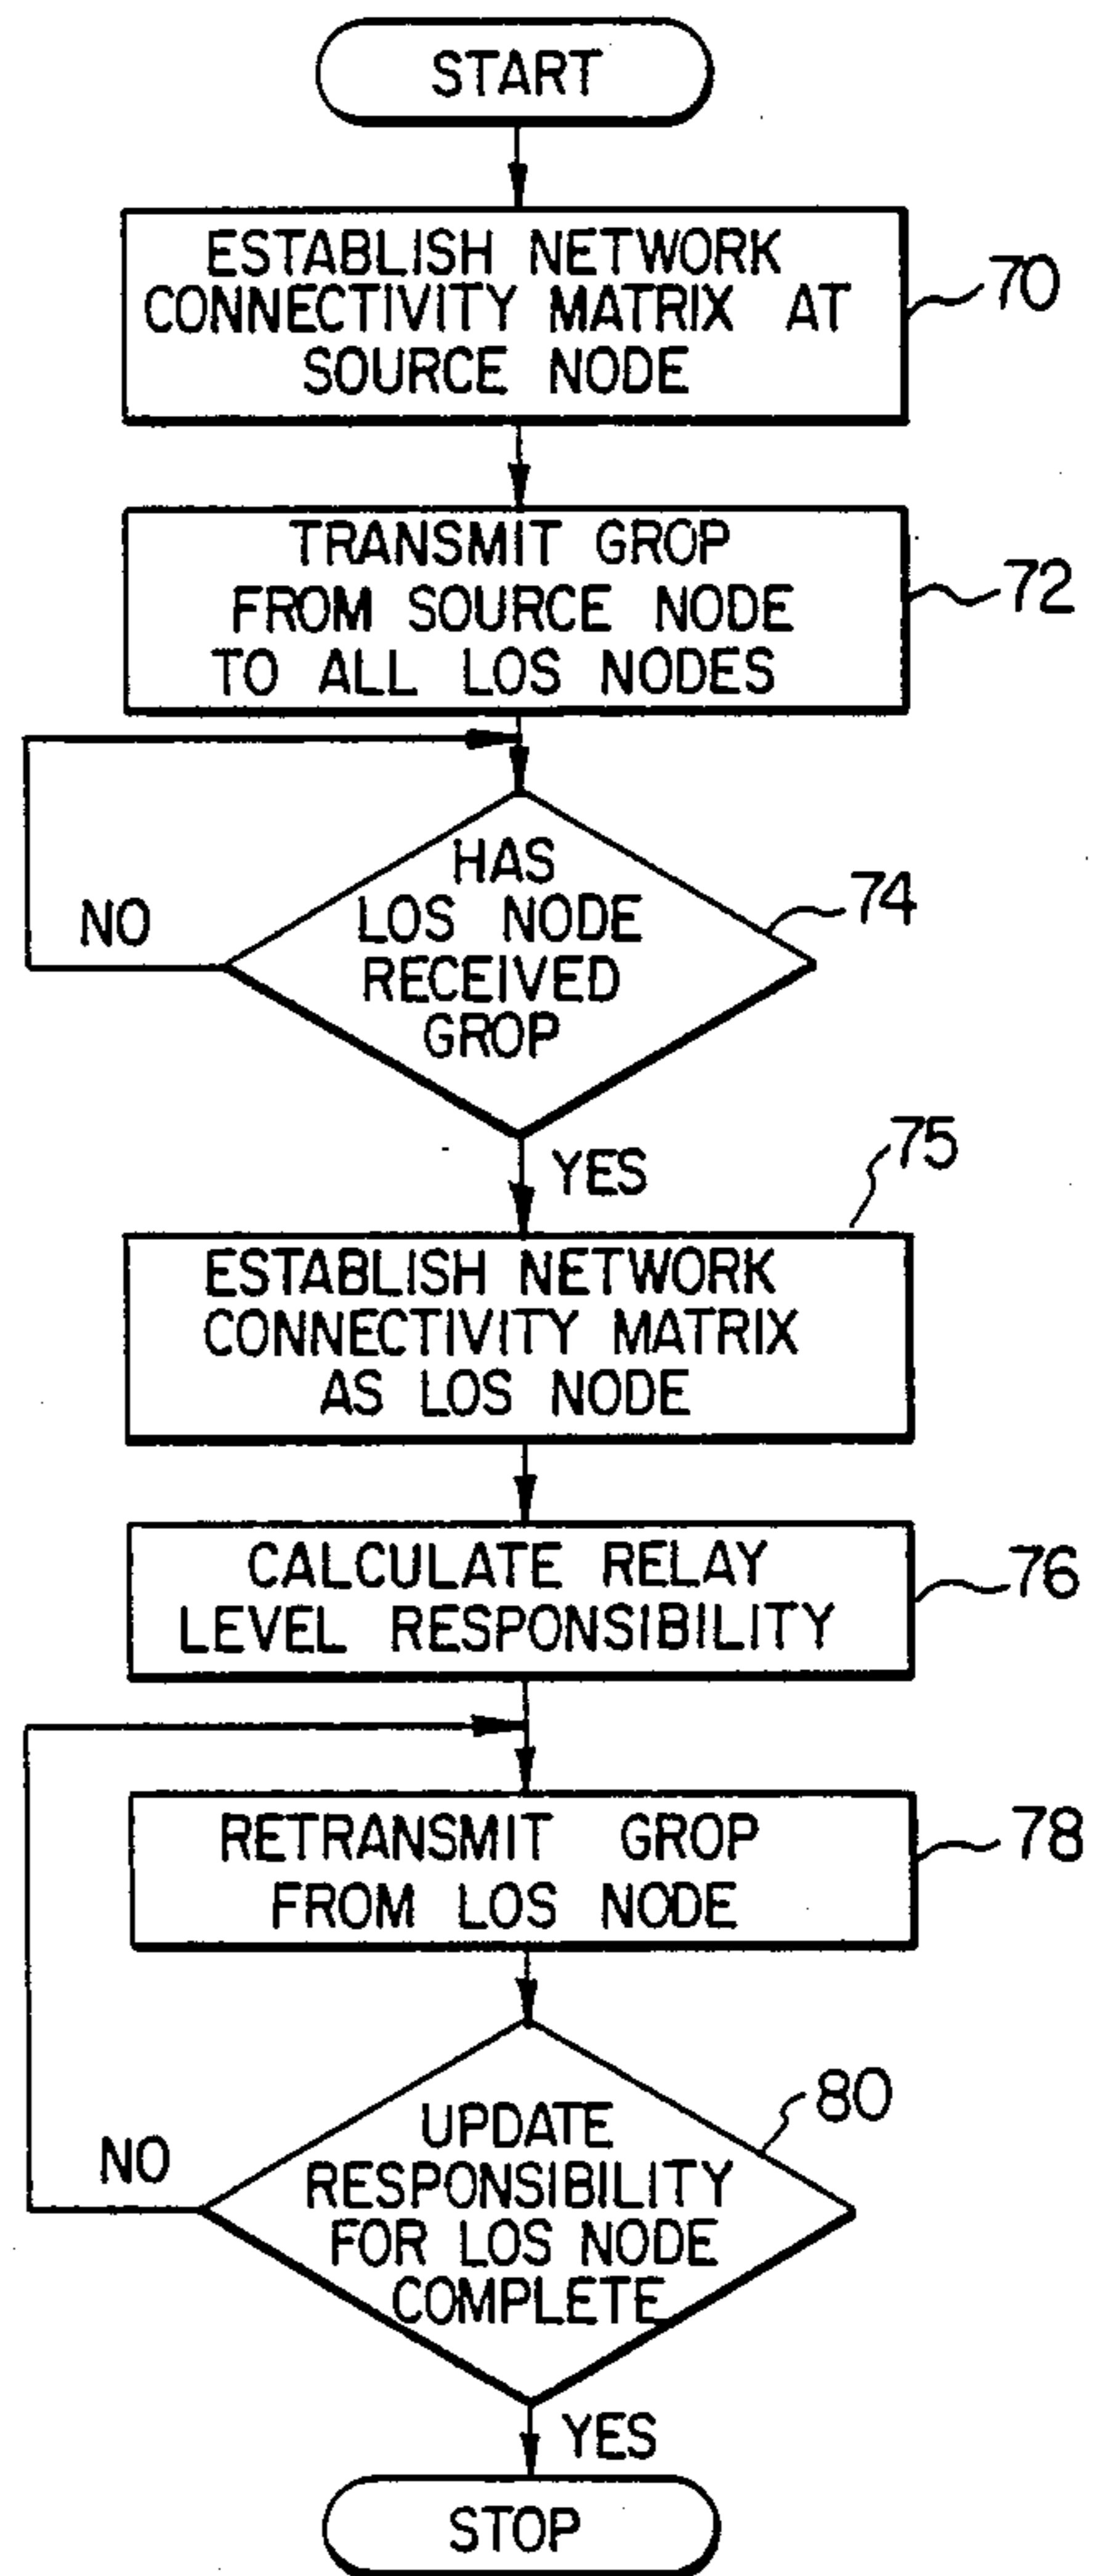 START
ESTABLISH NETWORK
CONNECTIVITY MATRIX AT
SOURCE NODE
70
TRANSMIT GROP
FROM SOURCE NODE
TO ALL LOS NODES
72
HAS
LOS NODE
RECEIVED
GROP
74
NO
YES
75
ESTABLISH NETWORK
CONNECTIVITY MATRIX
AS LOS NODE
CALCULATE RELAY
LEVEL RESPONSIBILITY
76
RETRANSMIT GROP
FROM LOS NODE
78
UPDATE
RESPONSIBILITY
FOR LOS NODE
COMPLETE
80
NO
YES
STOP